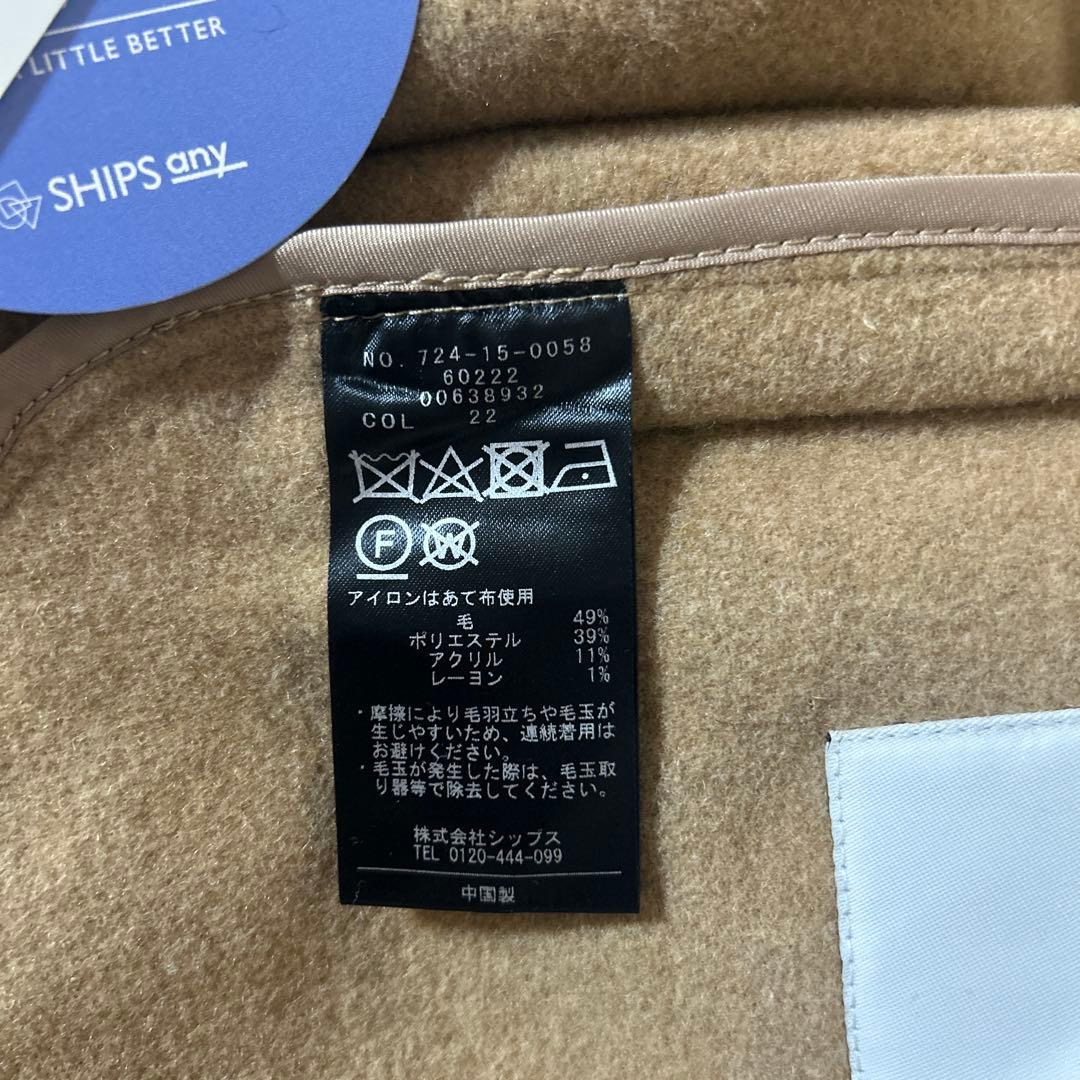 LITTLE BETTER
SHIPS any
NO. 724-15-0058
60222
00638932
COL 22
F W
アイロンはあて布使用
毛 49%
ポリエステル 39%
アクリル 11%
レーヨン 1%
・摩擦により毛羽立ちや毛玉が
生じやすいため、連続着用は
お避けください。
・毛玉が発生した際は、毛玉取
り器等で除去してください。
株式会社シップス
TEL 0120-444-099
中国製